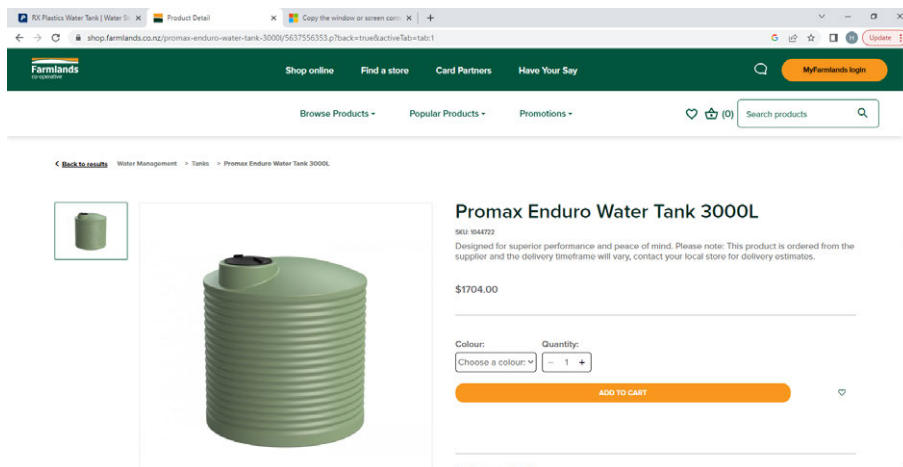 RX Plastics Water Tank | Water St
Product Detail
Copy the window or screen conte
shop.farmlands.co.nz/promax-enduro-water-tank-3000l/5637556353.p?back=true&activeTab=tab:1
H
Update
Farmlands
co-operative
Shop online Find a store Card Partners Have Your Say
MyFarmlands login
Browse Products Popular Products Promotions
(0) Search products
Back to results Water Management > Tanks > Promax Enduro Water Tank 3000L
Promax Enduro Water Tank 3000L
SKU: 1044722
Designed for superior performance and peace of mind. Please note: This product is ordered from the
supplier and the delivery timeframe will vary, contact your local store for delivery estimates.
$1704.00
Colour: Quantity:
Choose a colour: − 1 +
ADD TO CART